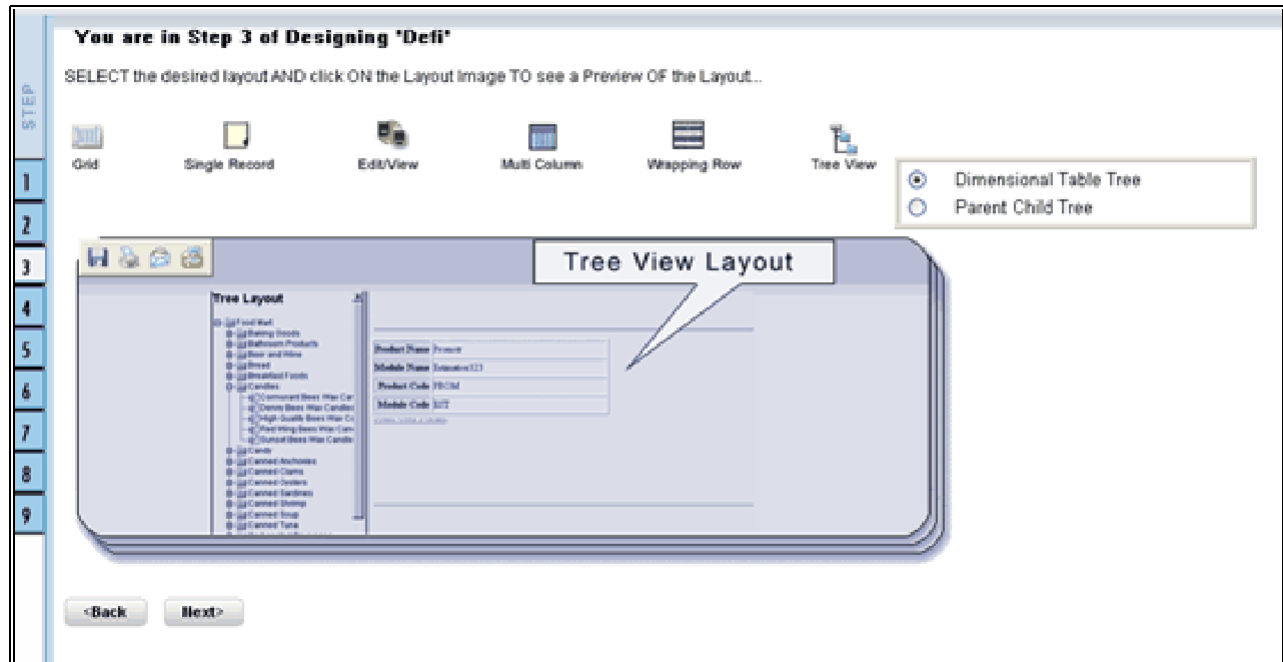 You are in Step 3 of Designing "Defi"
SELECT the desired layout AND click ON the Layout Image TO see a Preview OF the Layout...
STEP
Grid
Single Record
Edit/View
Multi Column
Wrapping Row
Tree View
Dimensional Table Tree
Parent Child Tree
1
2
3
4
5
6
7
8
9
Tree View Layout
Tree Layout
Food Mart
Baking Goods
Bathroom Products
Beer and Wine
Bread
Breakfast Foods
Candles
Cormorant Bees Wax Can
Denny Bees Wax Candles
High Quality Bees Wax C
Red Wing Bees Wax Can
Sunset Bees Wax Candle
Candy
Canned Anchovies
Canned Clams
Canned Oysters
Canned Sardines
Canned Shrimp
Canned Soup
Canned Tuna
Product Name
Module Name Estimator123
Product Code PROM
Module Code EST
<Back
Next>